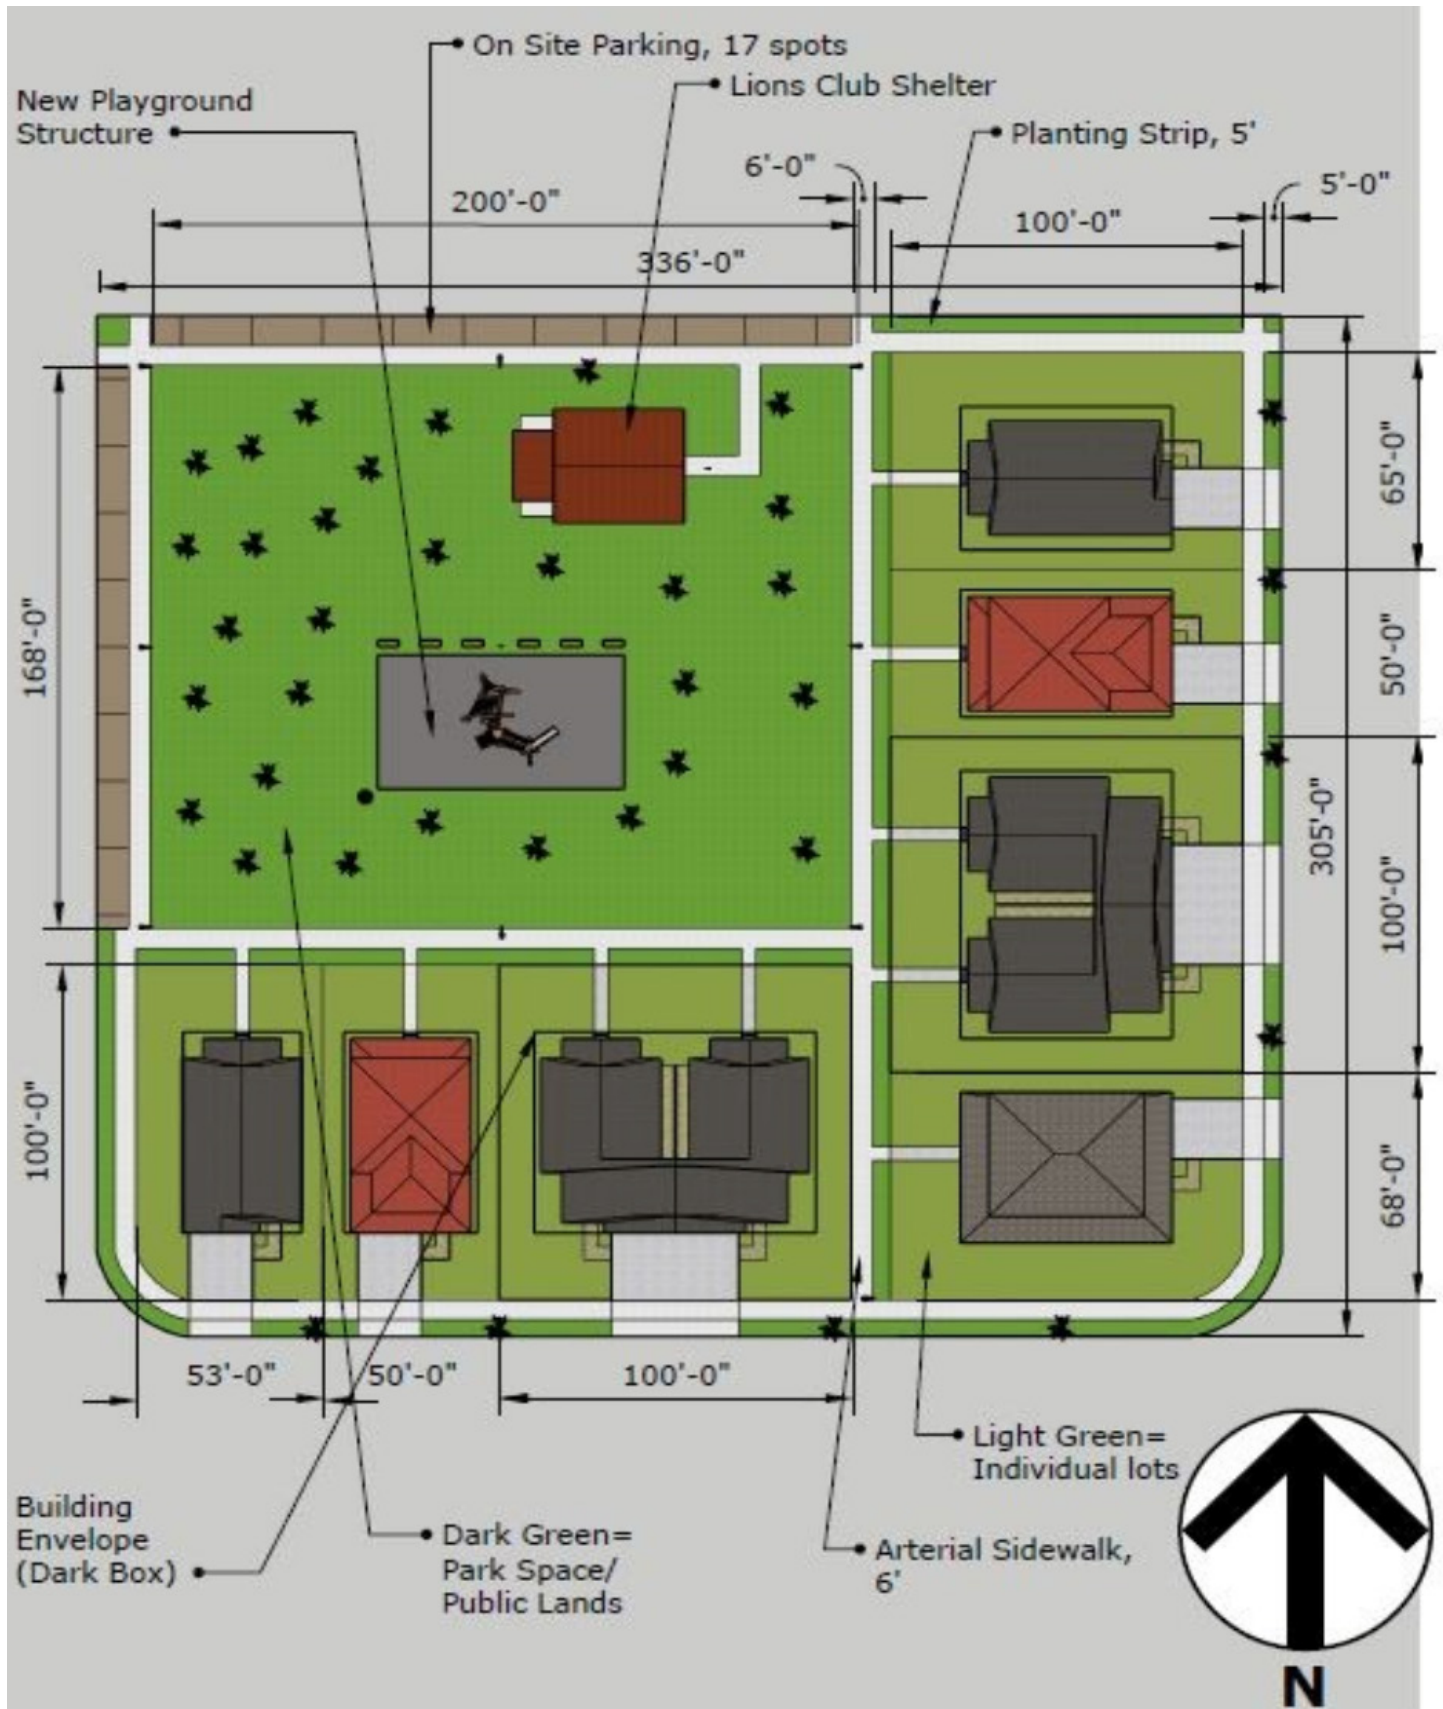 On Site Parking, 17 spots
Lions Club Shelter
New Playground
Structure
Planting Strip, 5'
6'-0"
5'-0"
200'-0"
100'-0"
336'-0"
65'-0"
168'-0"
50'-0"
305'-0"
100'-0"
100'-0"
68'-0"
53'-0"
50'-0"
100'-0"
Light Green=
Individual lots
Building
Envelope
(Dark Box)
Dark Green=
Park Space/
Public Lands
Arterial Sidewalk,
6'
N